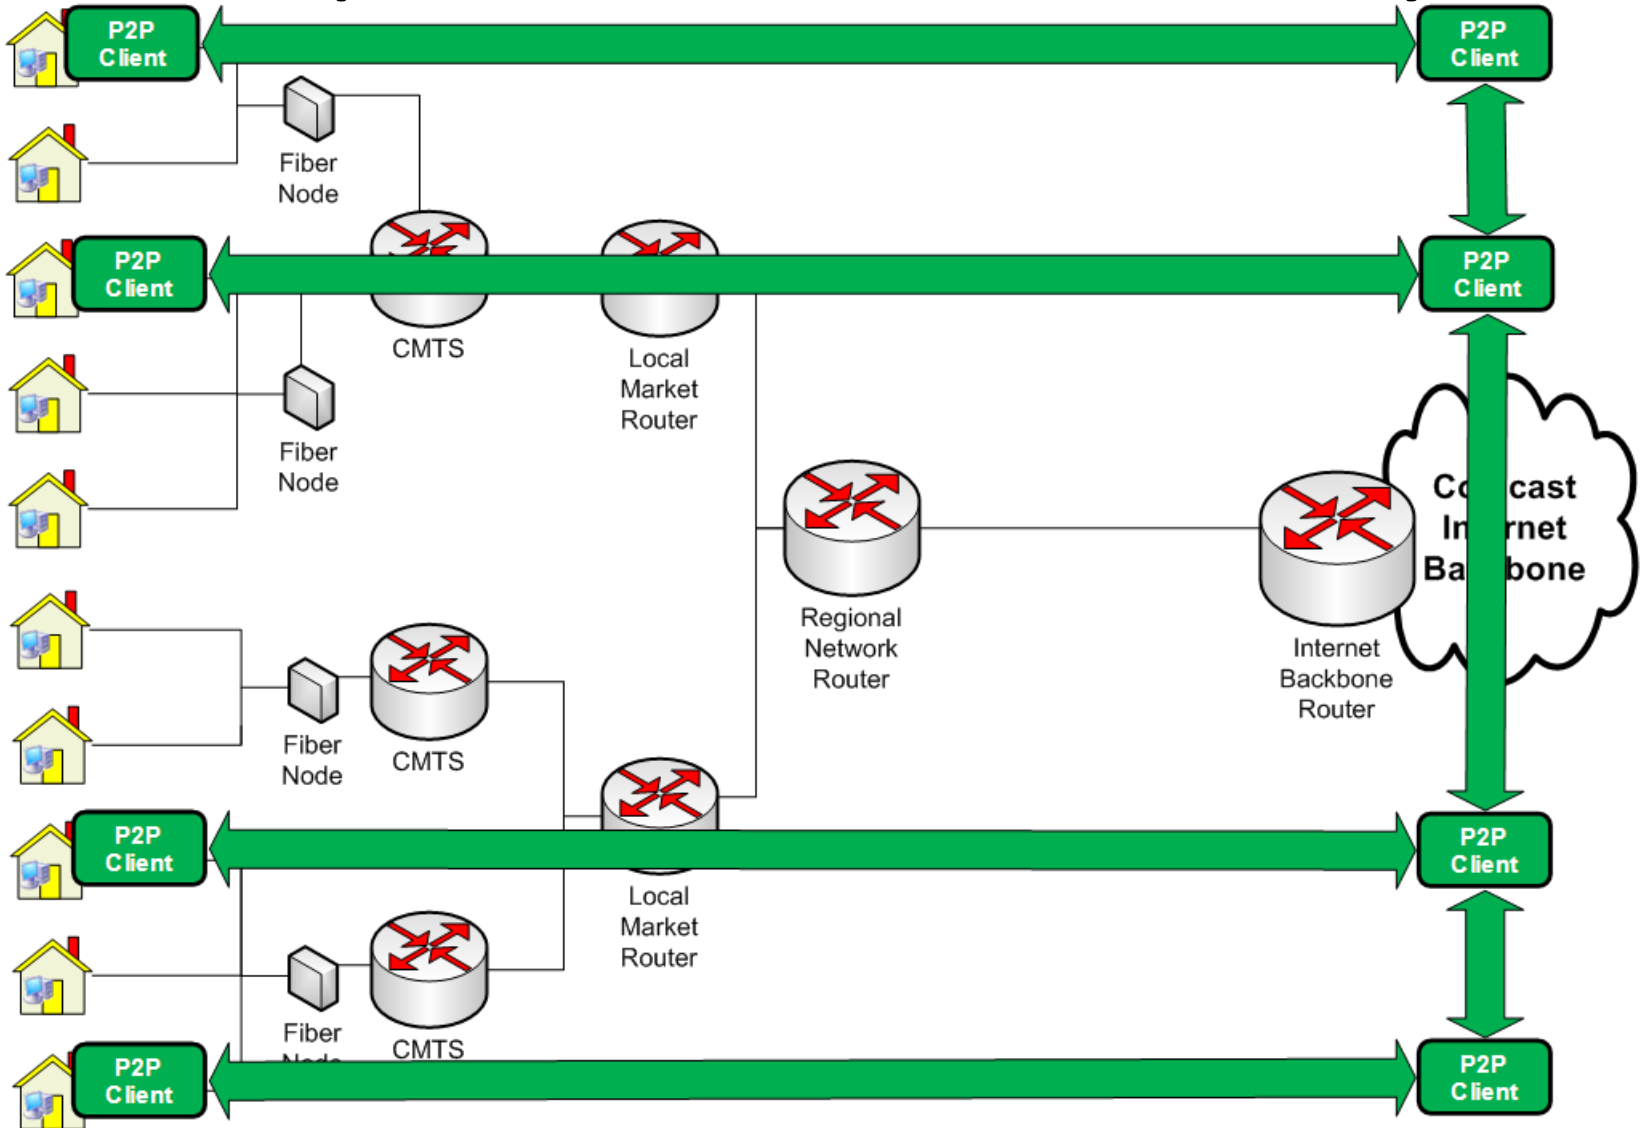 P2P
Client
P2P
Client
Fiber
Node
P2P
Client
P2P
Client
CMTS
Local
Market
Router
Fiber
Node
Internet
Backbone
Router
Regional
Network
Router
Fiber
Node
CMTS
P2P
Client
P2P
Client
Local
Market
Router
Fiber
CMTS
P2P
Client
P2P
Client